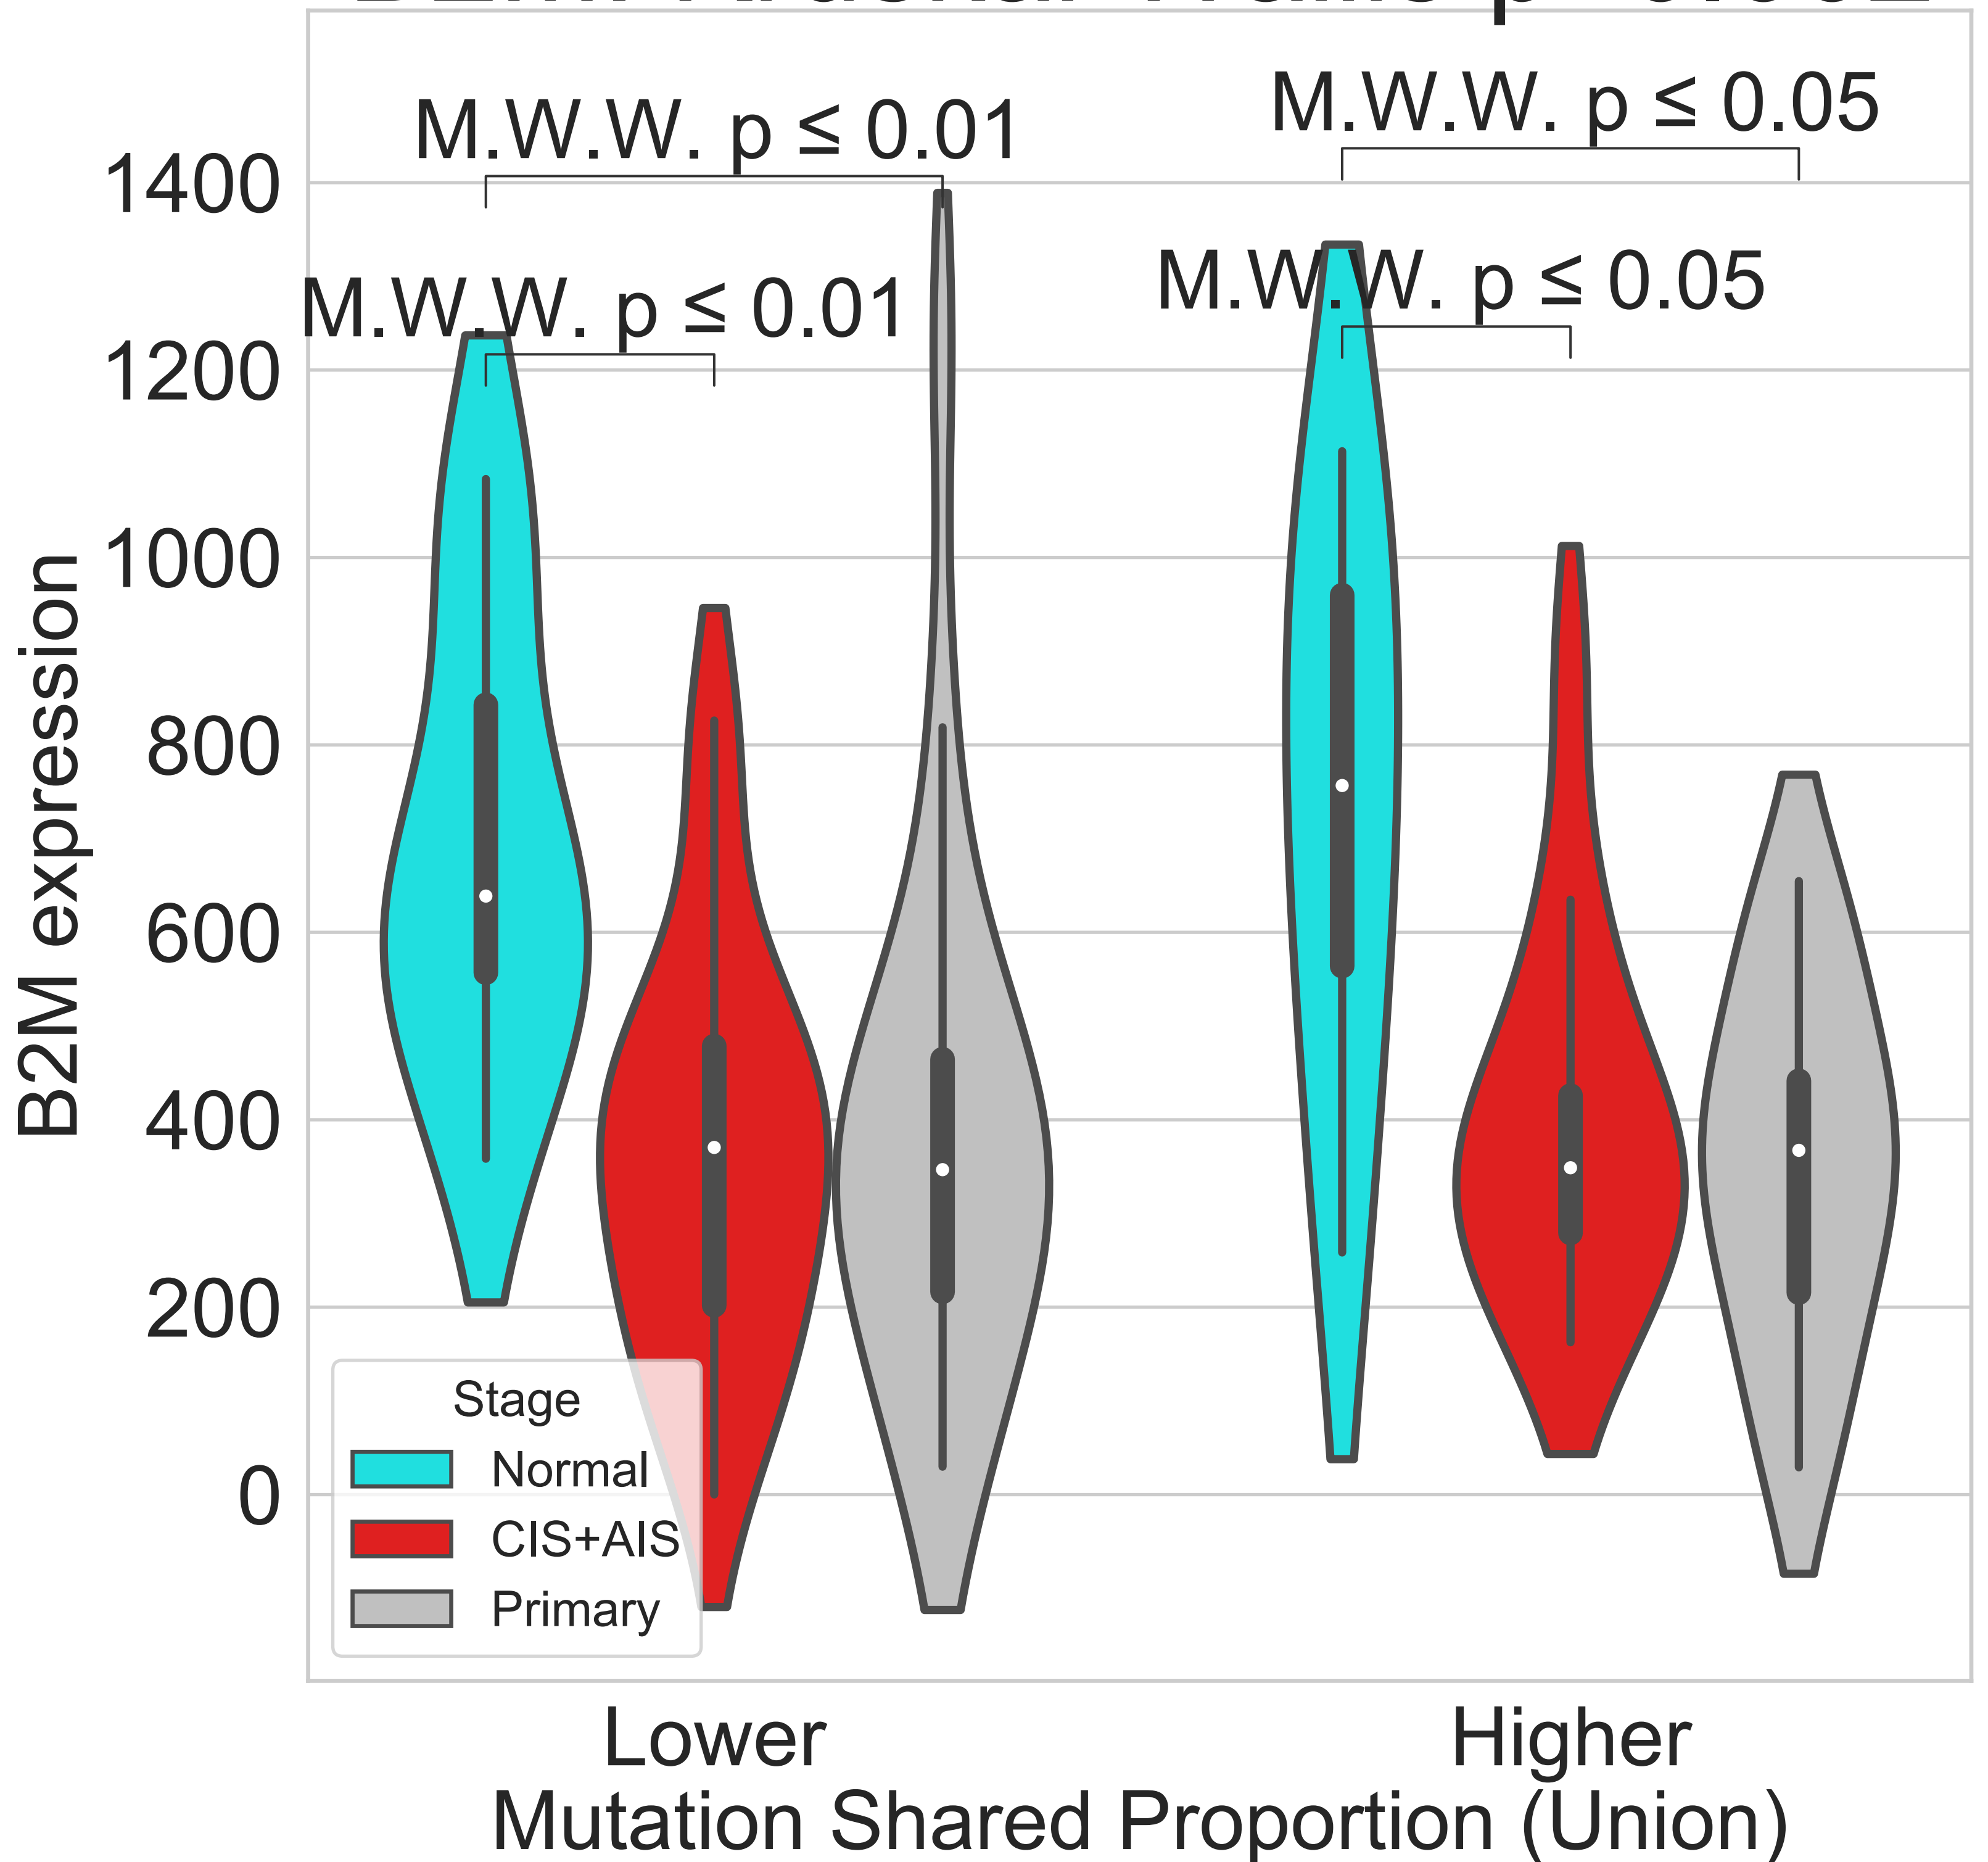 M.W.W. p ≤ 0.05
M.W.W. p ≤ 0.01
1400
M.W.W. p ≤ 0.05
M.W.W. p ≤ 0.01
1200
1000
800
600
400
200
0
B2M expression
Stage
Normal
CIS+AIS
Primary
Lower
Higher
Mutation Shared Proportion (Union)